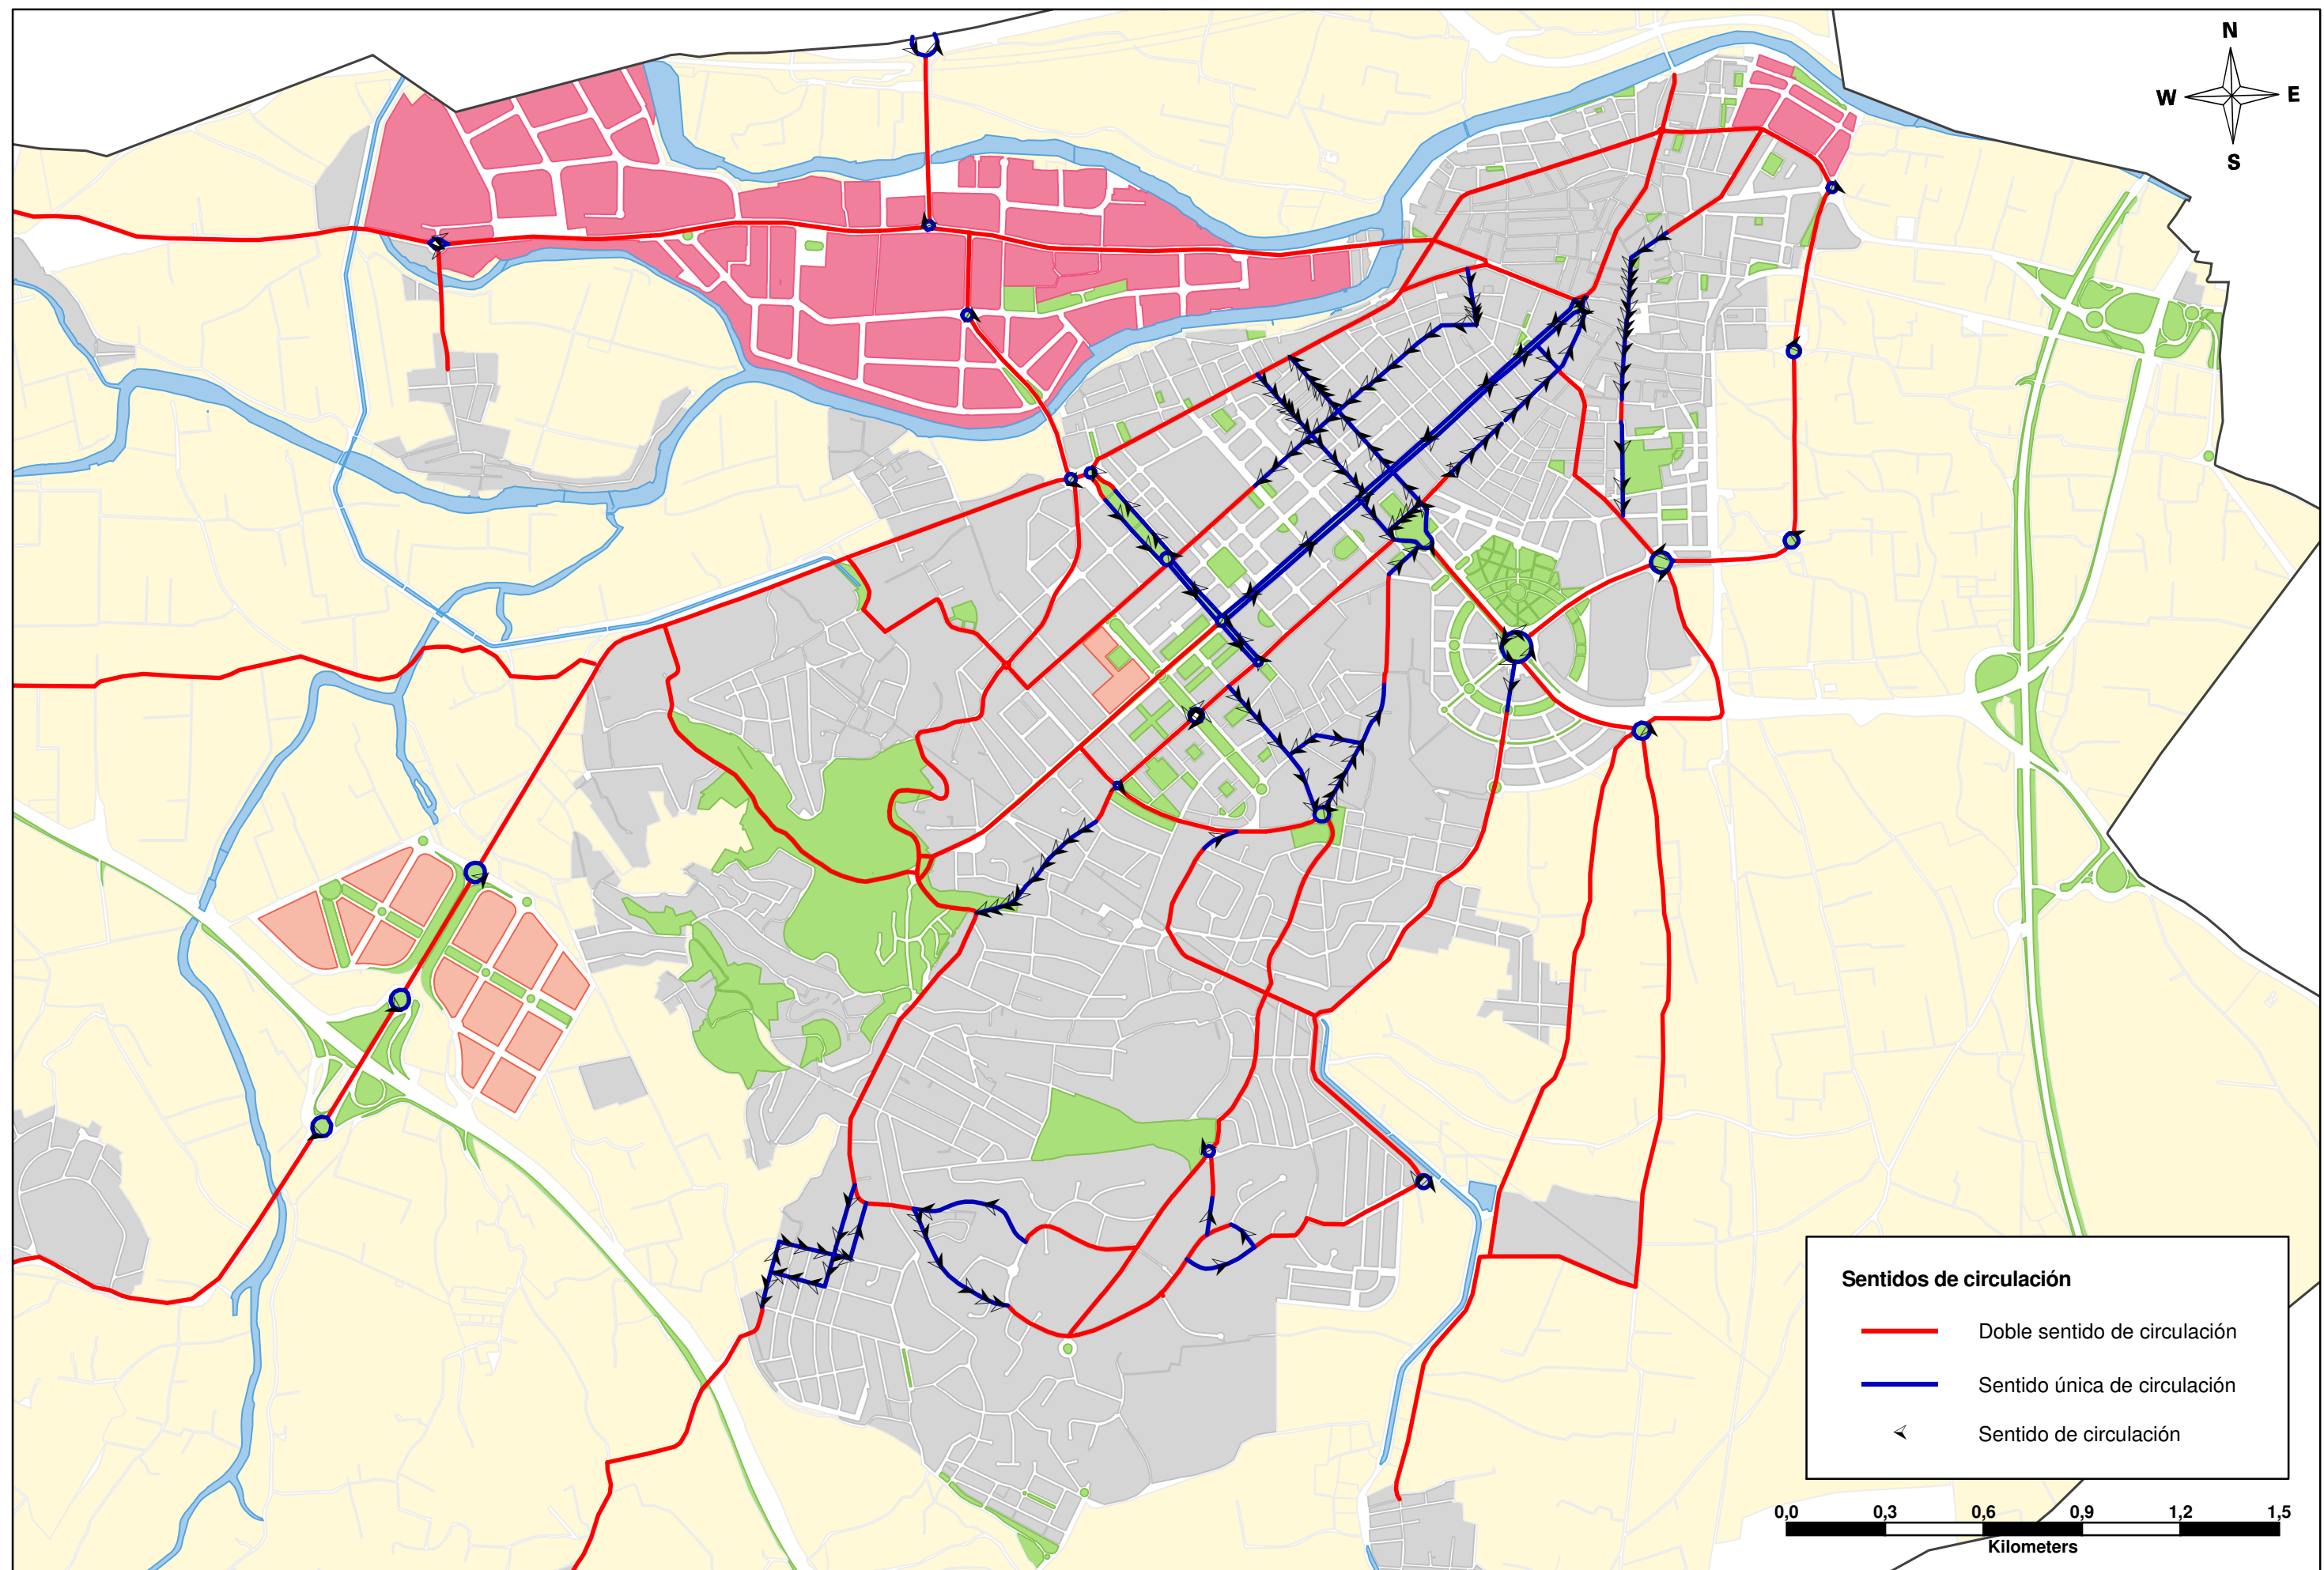 N
W E
S
Sentidos de circulación
Doble sentido de circulación
Sentido única de circulación
Sentido de circulación
0,0 0,3 0,6 0,9 1,2 1,5
Kilometers